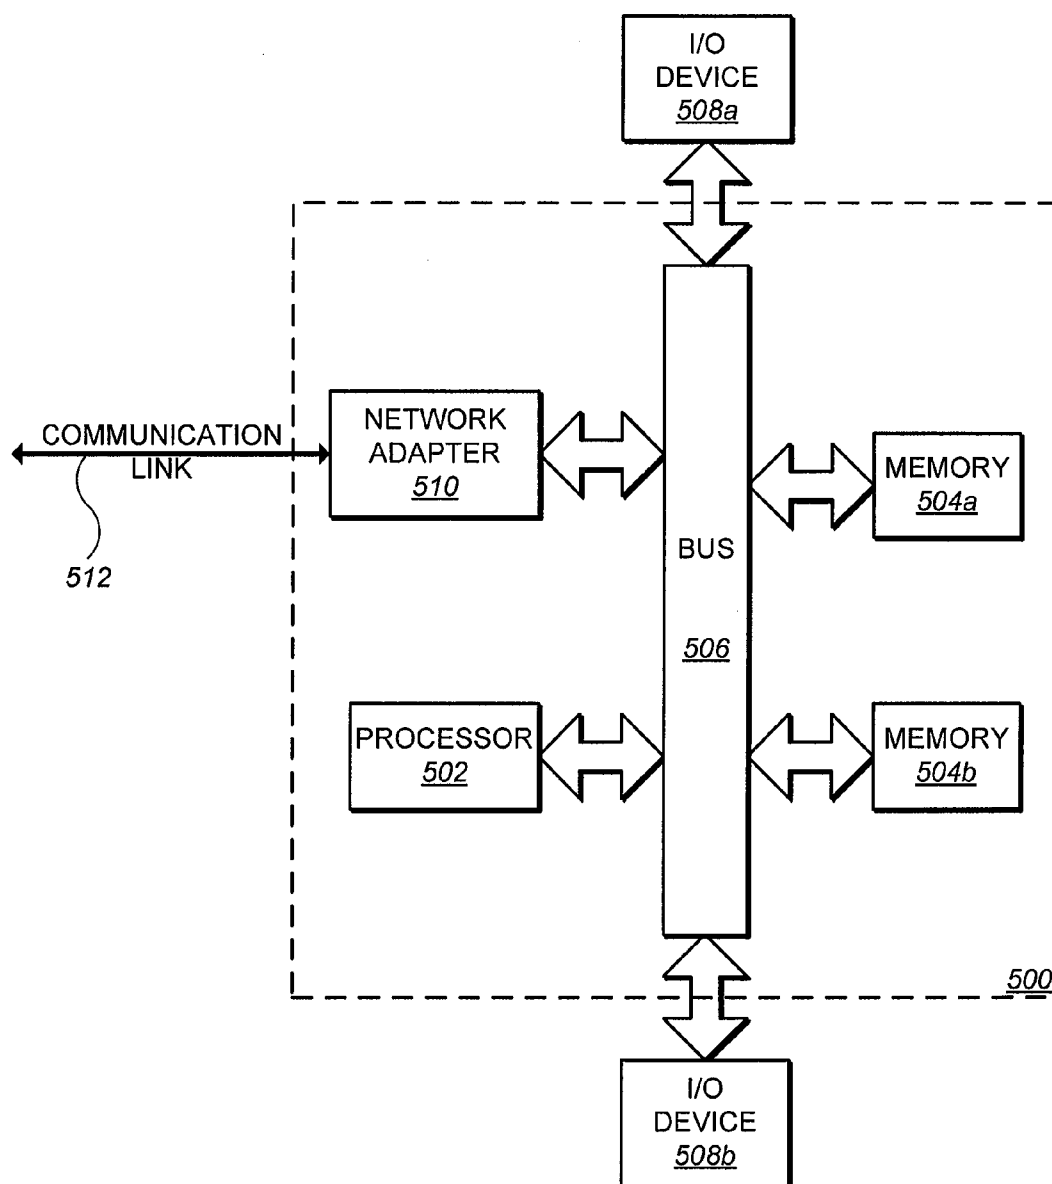 I/O
DEVICE
508a
COMMUNICATION
LINK
512
NETWORK
ADAPTER
510
MEMORY
504a
BUS
506
PROCESSOR
502
MEMORY
504b
500
I/O
DEVICE
508b